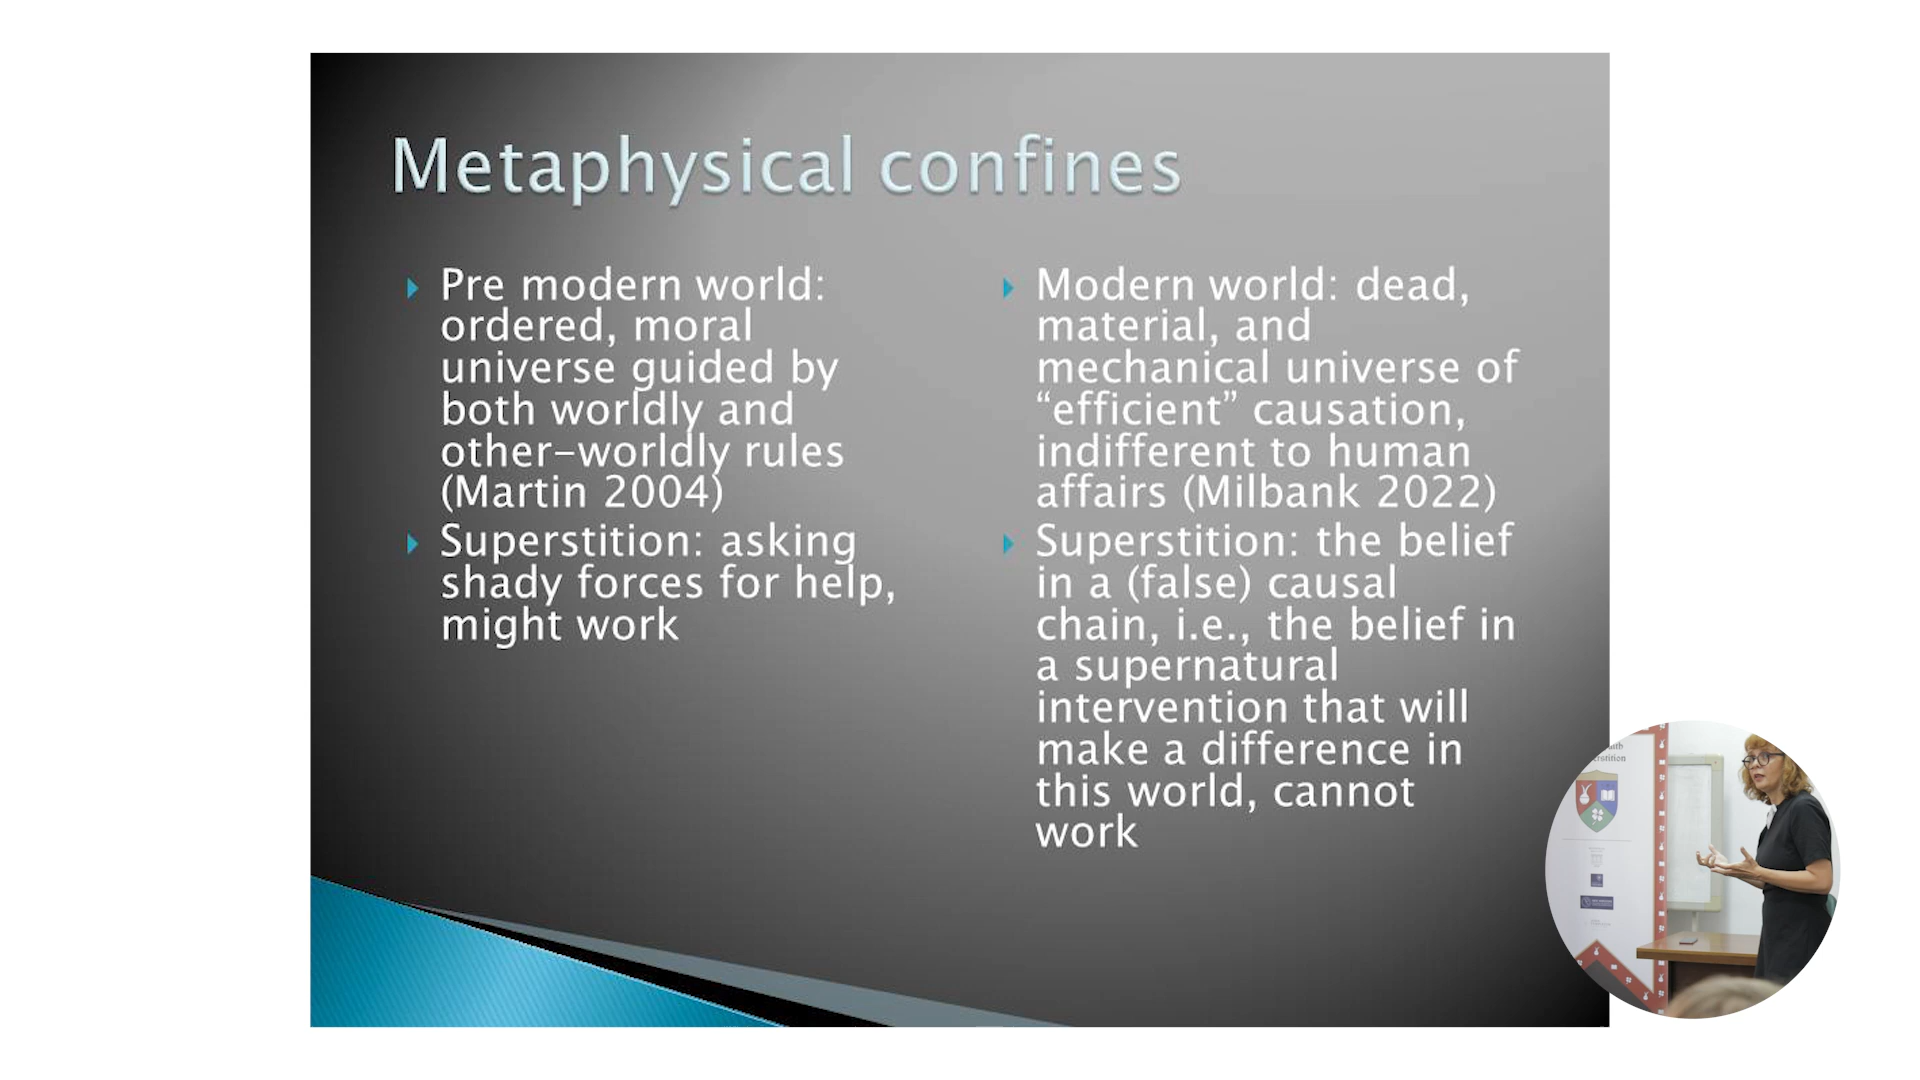 Metaphysical confines
Pre modern world:
ordered, moral
universe guided by
both worldly and
other-worldly rules
(Martin 2004)
Superstition: asking
shady forces for help,
might work
Modern world: dead,
material, and
mechanical universe of
“efficient” causation,
indifferent to human
affairs (Milbank 2022)
Superstition: the belief
in a (false) causal
chain, i.e., the belief in
a supernatural
intervention that will
make a difference in
this world, cannot
work